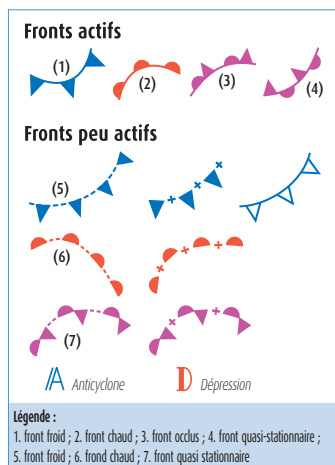 Fronts actifs
(1)
(2)
(3)
(4)
Fronts peu actifs
(5)
(6)
(7)
A Anticyclone D Dépression
Légende :
1. front froid ; 2. front chaud ; 3. front occlus ; 4. front quasi-stationnaire ;
5. front froid ; 6. frond chaud ; 7. front quasi stationnaire